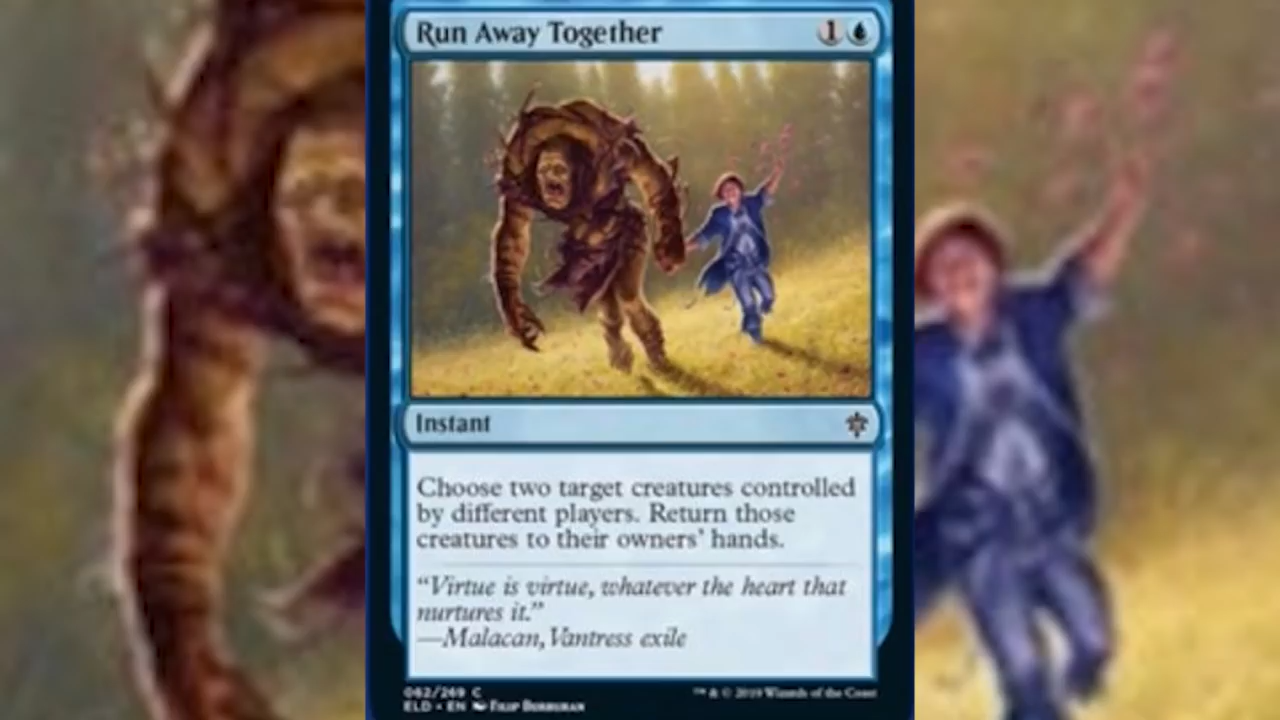 Run Away Together 1
Instant
Choose two target creatures controlled
by different players. Return those
creatures to their owners' hands.
“Virtue is virtue, whatever the heart that
nurtures it.”
—Malacan, Vantress exile
062/269 C
™ & © 2019 Wizards of the Coast
ELD • EN Filip Burburan